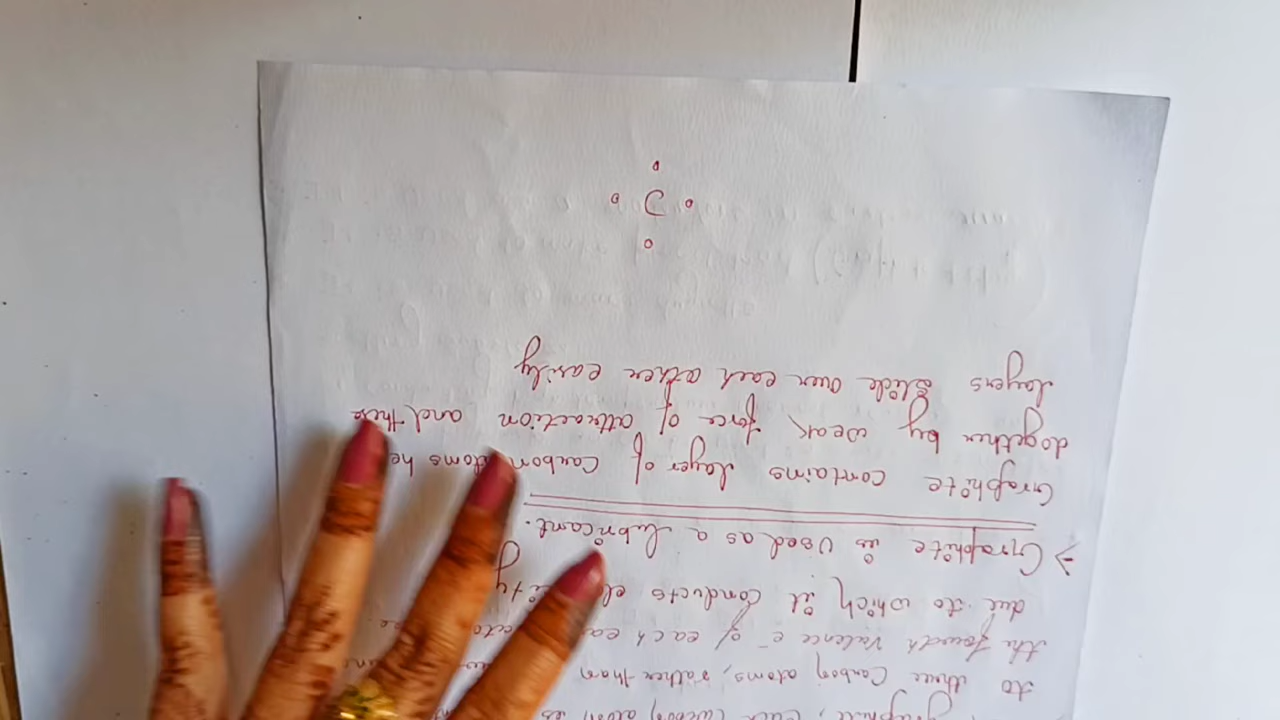 to three Carbon atoms, rather than
the fourth Valence e⁻ of each
due to which it conducts
→ Graphite is Used as a lubricant.
Graphite contains layer of Carbon atoms
together by weak force of attraction and
layers slide over each other easily
C